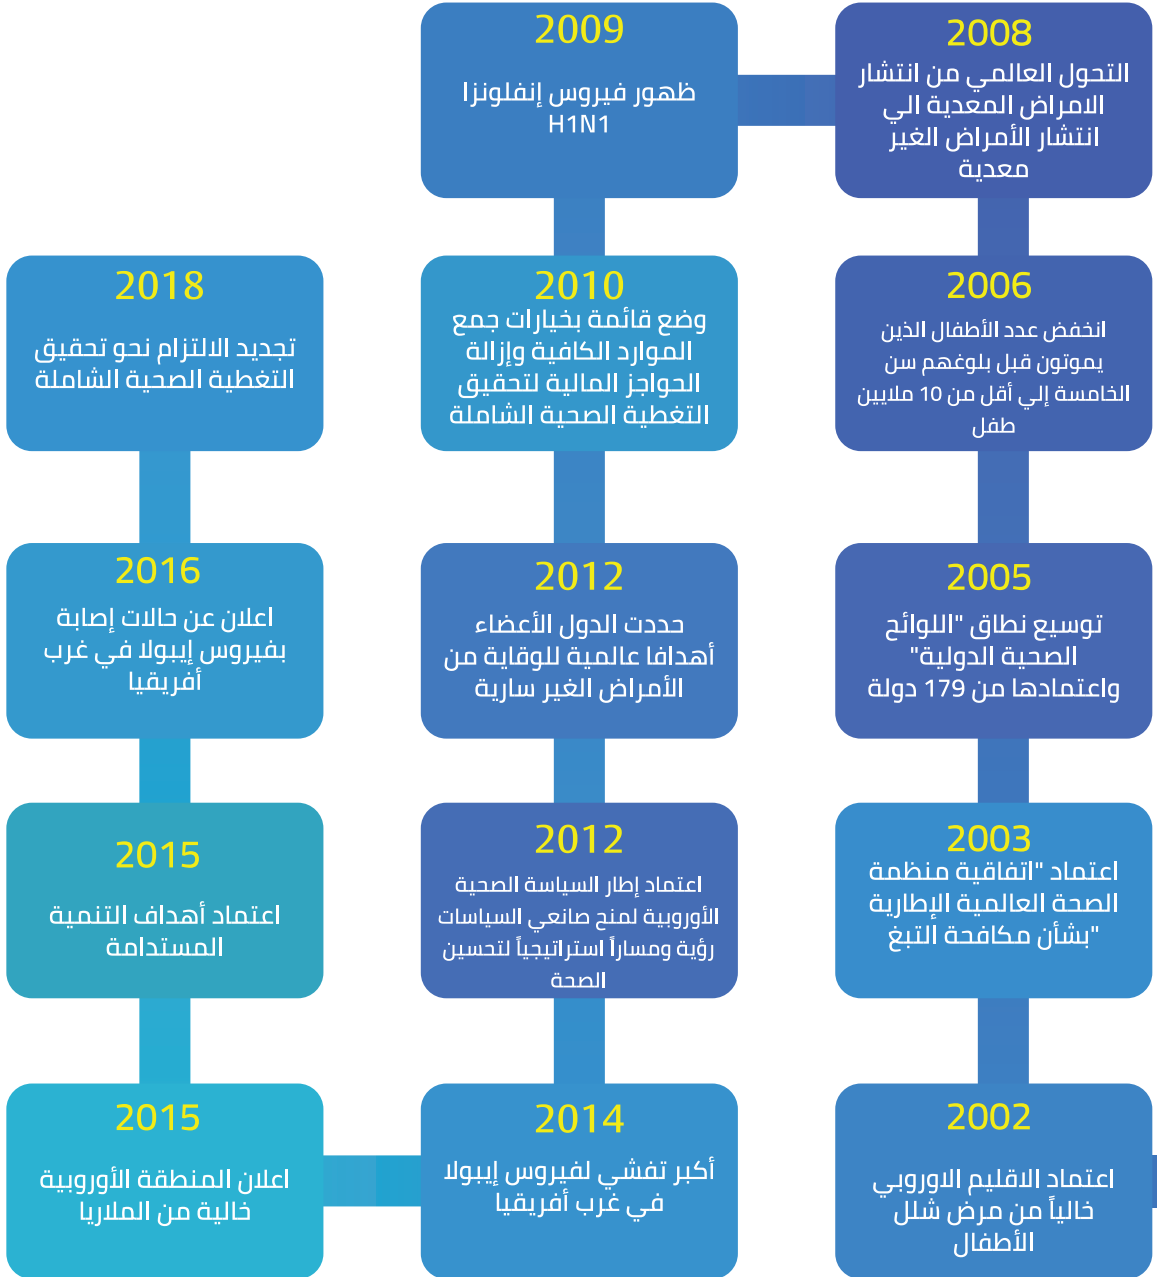 2008
التحول العالمي من انتشار
الامراض المعدية الي
انتشار الأمراض الغير
معدية
2006
انخفض عدد الأطفال الذين
يموتون قبل بلوغهم سن
الخامسة إلي أقل من 10 ملايين
طفل
2005
توسيع نطاق "اللوائح
الصحية الدولية"
واعتمادها من 179 دولة
2003
اعتماد "اتفاقية منظمة
الصحة العالمية الإطارية
بشأن مكافحة التبغ"
2002
اعتماد الاقليم الاوروبي
خالياً من مرض شلل
الأطفال
2009
ظهور فيروس إنفلونزا
H1N1
2010
وضع قائمة بخيارات جمع
الموارد الكافية وإزالة
الحواجز المالية لتحقيق
التغطية الصحية الشاملة
2012
حددت الدول الأعضاء
أهدافا عالمية للوقاية من
الأمراض الغير سارية
2012
اعتماد إطار السياسة الصحية
الأوروبية لمنح صانعي السياسات
رؤية ومساراً استراتيجياً لتحسين
الصحة
2014
أكبر تفشي لفيروس إيبولا
في غرب أفريقيا
2018
تجديد الالتزام نحو تحقيق
التغطية الصحية الشاملة
2016
اعلان عن حالات إصابة
بفيروس إيبولا في غرب
أفريقيا
2015
اعتماد أهداف التنمية
المستدامة
2015
اعلان المنطقة الأوروبية
خالية من الملاريا